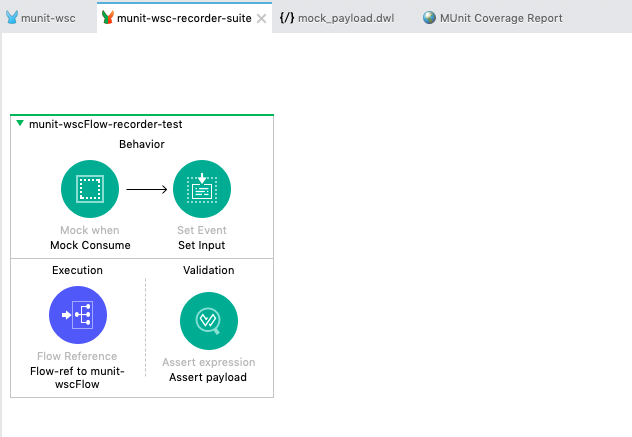 munit-wsc
munit-wsc-recorder-suite
{/} mock_payload.dwl
MUnit Coverage Report
munit-wscFlow-recorder-test
Behavior
Mock when
Mock Consume
Set Event
Set Input
Execution
Flow Reference
Flow-ref to munit-
wscFlow
Validation
Assert expression
Assert payload